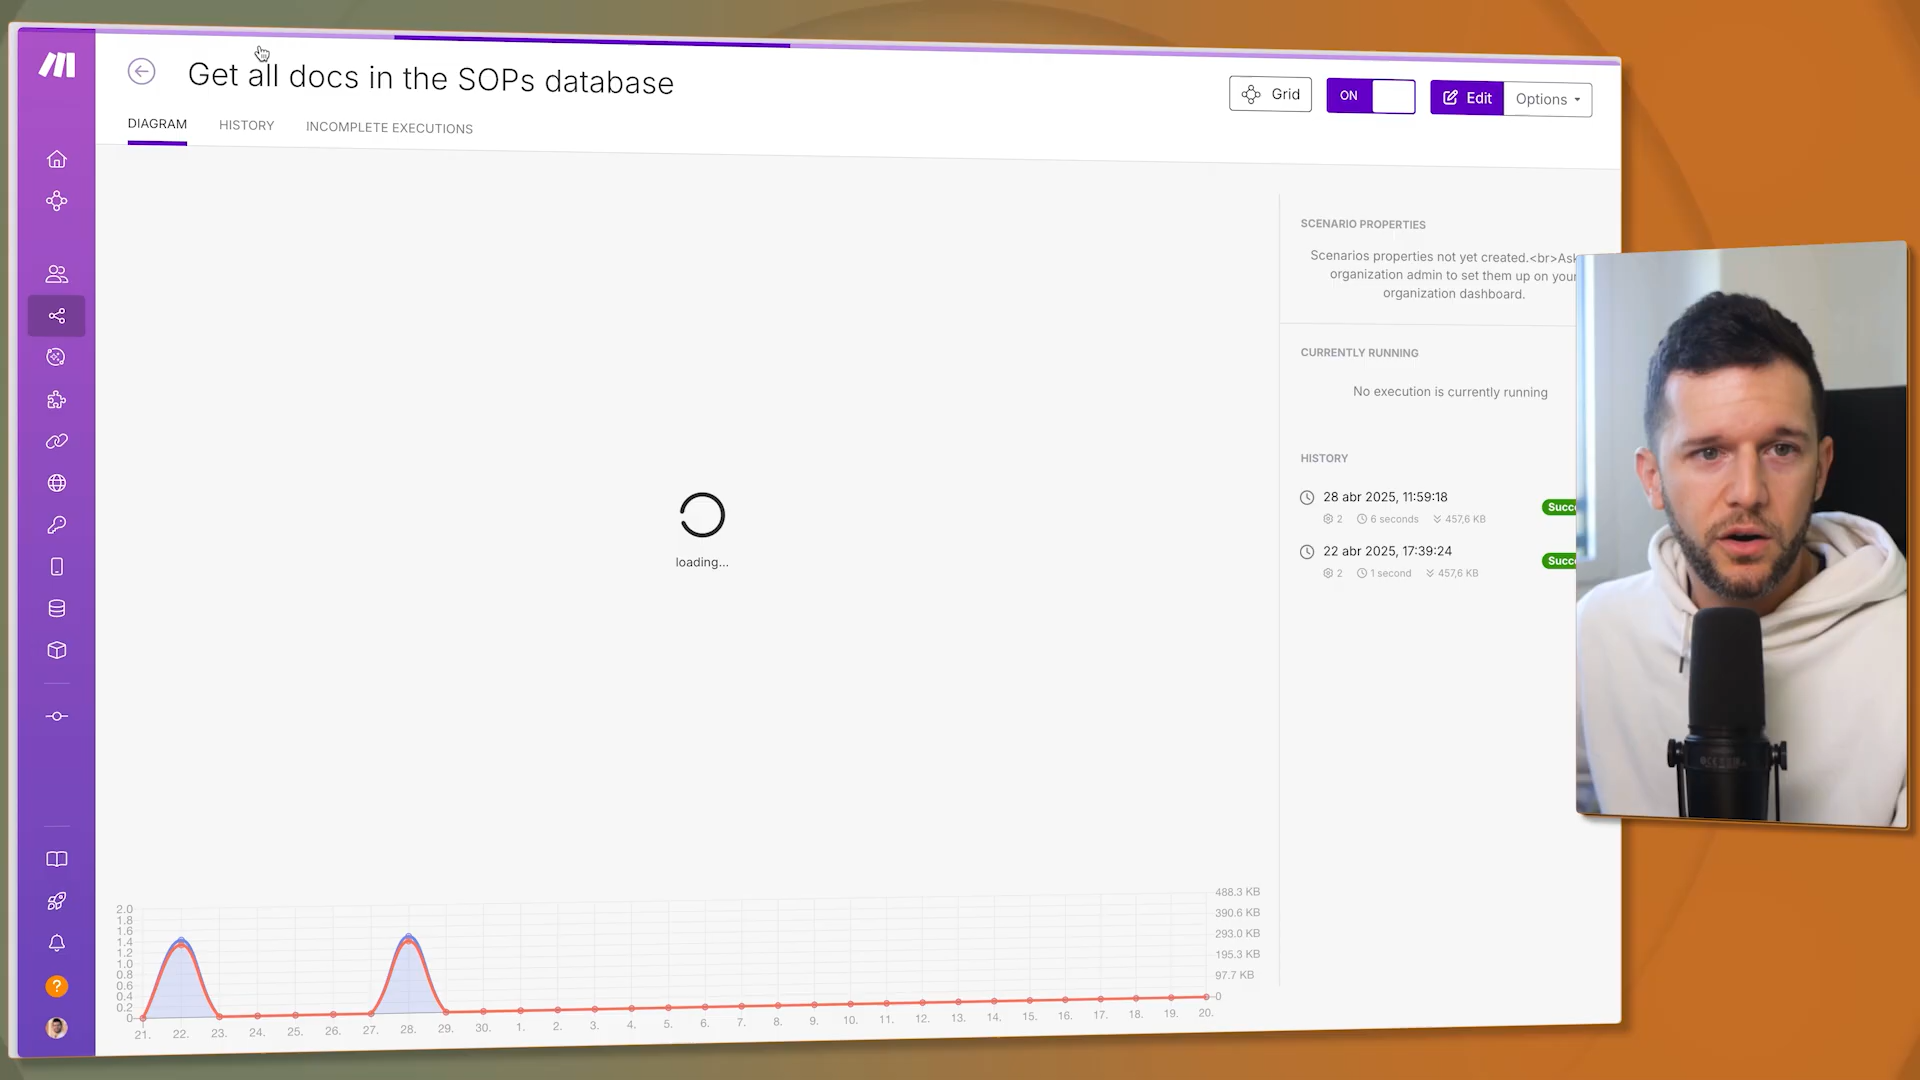 Get all docs in the SOPs database
Grid
ON
Edit
Options
DIAGRAM
HISTORY
INCOMPLETE EXECUTIONS
SCENARIO PROPERTIES
Scenarios properties not yet created.<br>Ask
organization admin to set them up on your
organization dashboard.
CURRENTLY RUNNING
No execution is currently running
HISTORY
28 abr 2025, 11:59:18
2 6 seconds 457,6 KB
Succ
22 abr 2025, 17:39:24
2 1 second 457,6 KB
Succ
loading...
2.0
1.8
1.6
1.4
1.2
1.0
0.8
0.6
0.4
0.2
0
488.3 KB
390.6 KB
293.0 KB
195.3 KB
97.7 KB
0
21. 22. 23. 24. 25. 26. 27. 28. 29. 30. 1. 2. 3. 4. 5. 6. 7. 8. 9. 10. 11. 12. 13. 14. 15. 16. 17. 18. 19. 20.
?